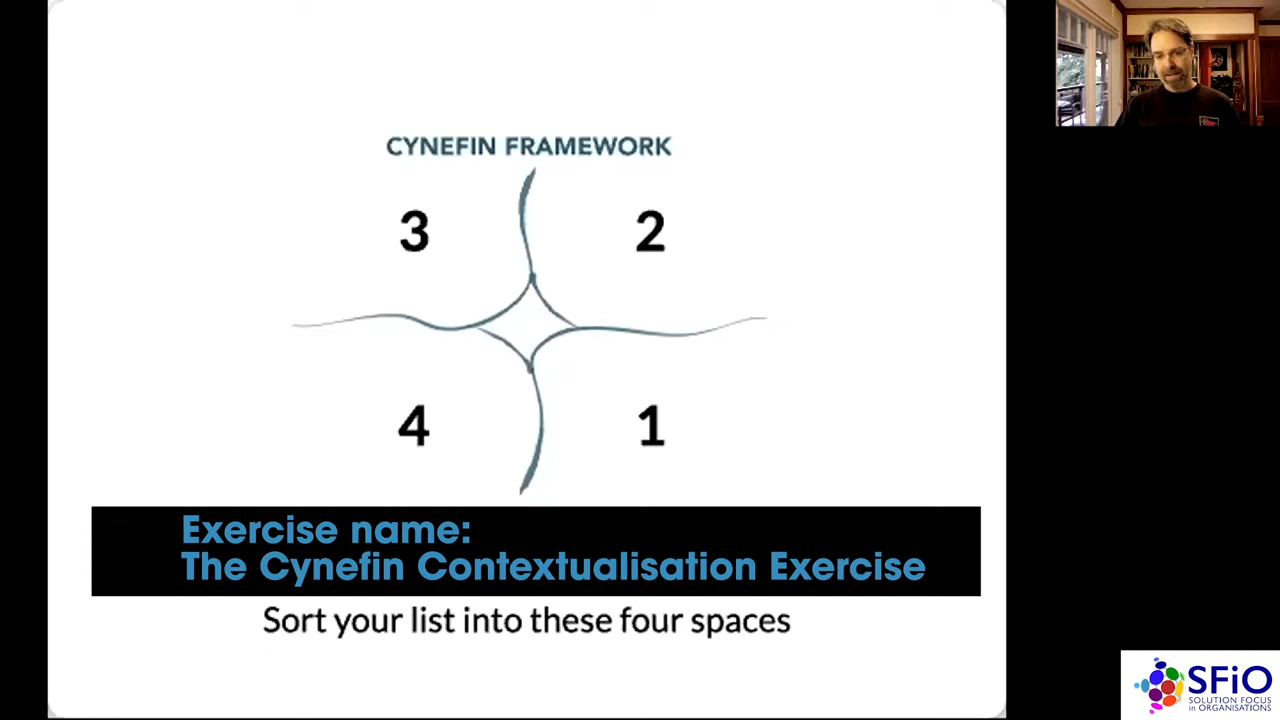 CYNEFIN FRAMEWORK
3
2
4
1
Exercise name:
The Cynefin Contextualisation Exercise
Sort your list into these four spaces
SFiO
SOLUTION FOCUS
in ORGANISATIONS